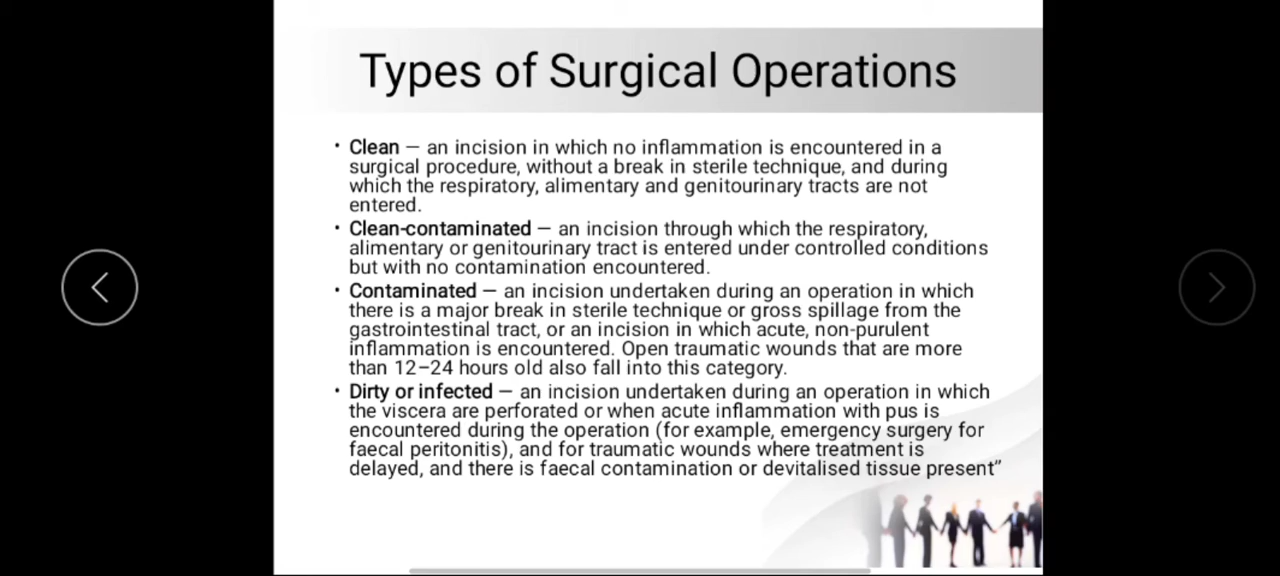 Types of Surgical Operations
• Clean – an incision in which no inflammation is encountered in a
surgical procedure, without a break in sterile technique, and during
which the respiratory, alimentary and genitourinary tracts are not
entered.
• Clean-contaminated – an incision through which the respiratory,
alimentary or genitourinary tract is entered under controlled conditions
but with no contamination encountered.
• Contaminated – an incision undertaken during an operation in which
there is a major break in sterile technique or gross spillage from the
gastrointestinal tract, or an incision in which acute, non-purulent
inflammation is encountered. Open traumatic wounds that are more
than 12–24 hours old also fall into this category.
• Dirty or infected – an incision undertaken during an operation in which
the viscera are perforated or when acute inflammation with pus is
encountered during the operation (for example, emergency surgery for
faecal peritonitis), and for traumatic wounds where treatment is
delayed, and there is faecal contamination or devitalised tissue present”